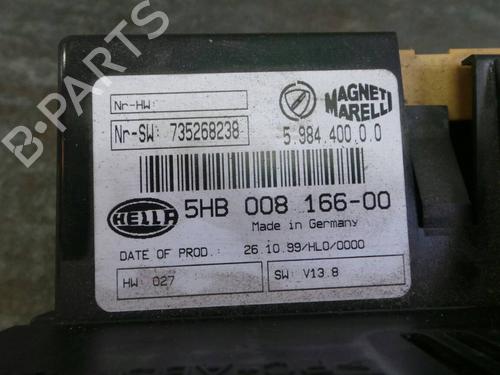 B-PARTS
Nr-HW:
Nr-SW: 735268238
MAGNETI
MARELLI
5.984.400.0.0
HELLA
5HB 008 166-00
Made in Germany
DATE OF PROD.: 26.10.99/HLO/0000
HW: 027
SW: V13.8